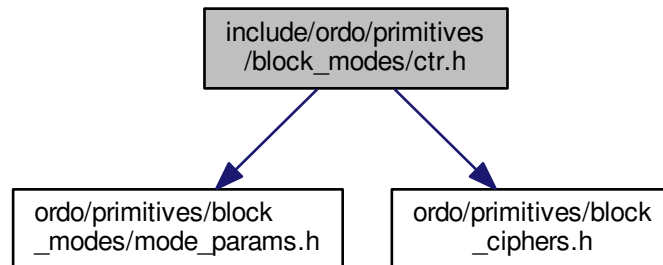 include/ordo/primitives
/block_modes/ctr.h
ordo/primitives/block
_modes/mode_params.h
ordo/primitives/block
_ciphers.h